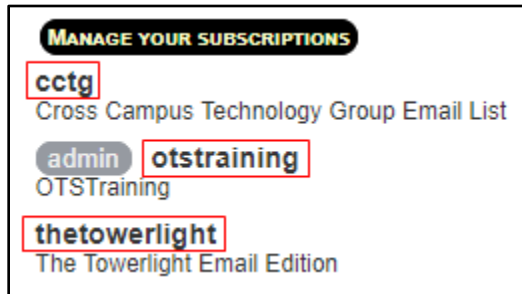 MANAGE YOUR SUBSCRIPTIONS
cctg
Cross Campus Technology Group Email List
admin otstraining
OTSTraining
thetowerlight
The Towerlight Email Edition